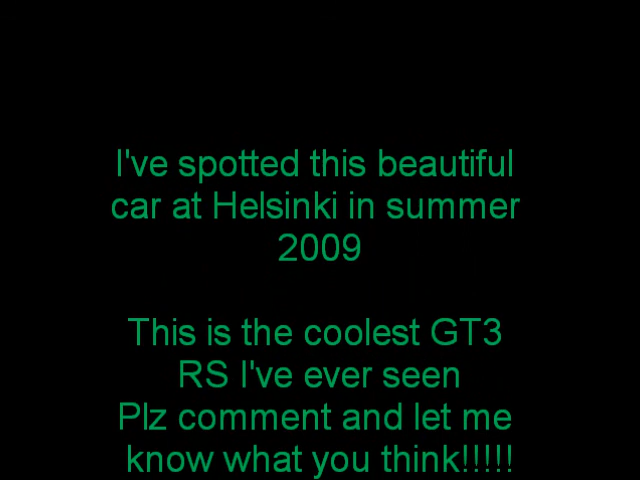 I've spotted this beautiful
car at Helsinki in summer
2009
This is the coolest GT3
RS I've ever seen
Plz comment and let me
know what you think!!!!!